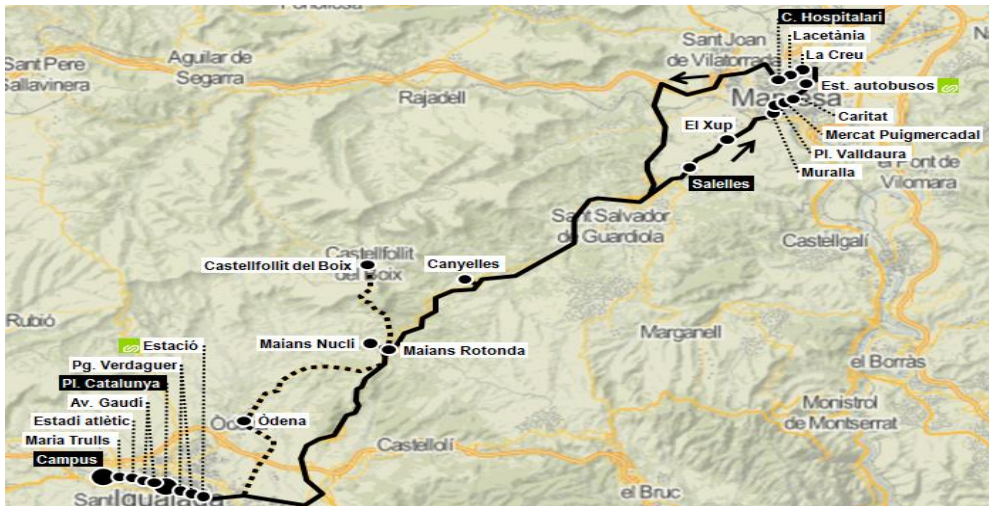 C. Hospitalari
Lacetània
La Creu
Est. autobusos
Caritat
Mercat Puigmercadal
Pl. Valldaura
Muralla
El Xup
Salelles
Sant Joan
de Vilatorrada
Aguilar de
Segarra
Sant Pere
Sallavinera
Rajadell
Manresa
el Pont de
Vilomara
Sant Salvador
de Guardiola
Castellgalí
Castellfollit del Boix
Castellfollit
del Boix
Canyelles
Rubió
Maians Nucli
Maians Rotonda
Marganell
el Borràs
Monistrol
de Montserrat
Estació
Pg. Verdaguer
Pl. Catalunya
Av. Gaudí
Estadi atlètic
Maria Trulls
Campus
Òdena
Castellolí
el Bruc
Igualada